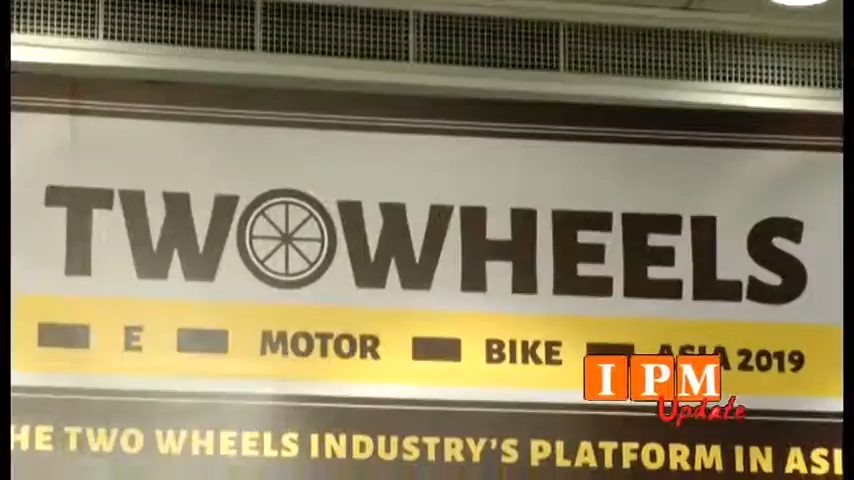 TWOWHEELS
E MOTOR BIKE ASIA 2019
IPM
Update
HE TWO WHEELS INDUSTRY'S PLATFORM IN ASI